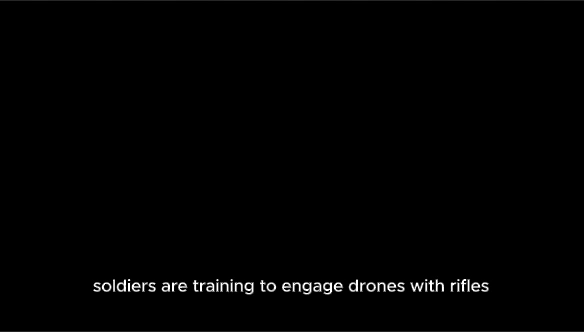 soldiers are training to engage drones with rifles